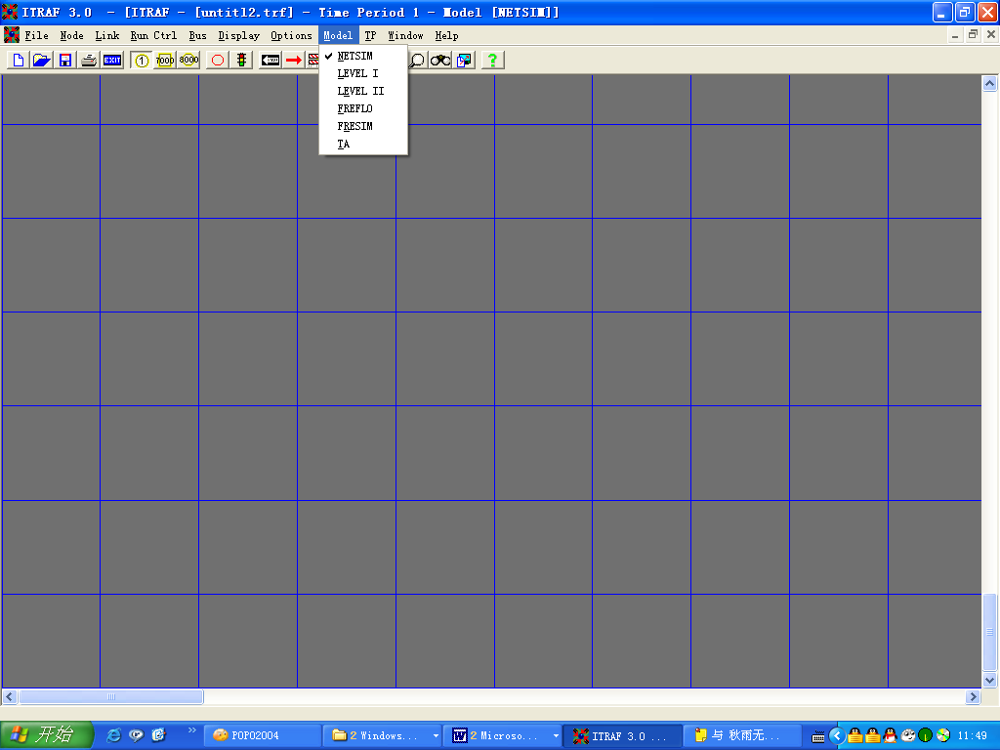 ITRAF 3.0 - [ITRAF - [untitl2.trf] - Time Period 1 - Model [NETSIM]]
File Node Link Run Ctrl Bus Display Options Model TP Window Help
EXIT 1 7000 8000 ?
NETSIM
LEVEL I
LEVEL II
FREFLO
FRESIM
TA
开始 POPO2004 2 Windows... 2 Microso... ITRAF 3.0 ... 与 秋雨无... 11:49